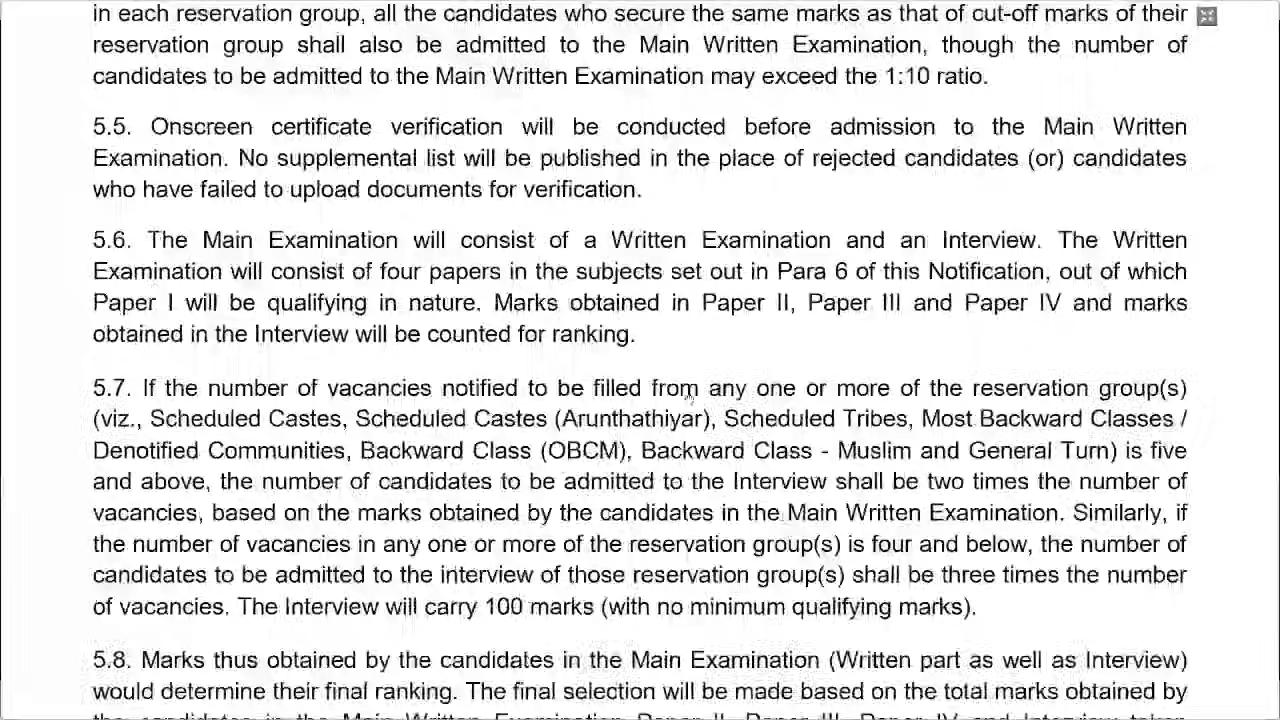 in each reservation group, all the candidates who secure the same marks as that of cut-off marks of their
reservation group shall also be admitted to the Main Written Examination, though the number of
candidates to be admitted to the Main Written Examination may exceed the 1:10 ratio.
5.5. Onscreen certificate verification will be conducted before admission to the Main Written
Examination. No supplemental list will be published in the place of rejected candidates (or) candidates
who have failed to upload documents for verification.
5.6. The Main Examination will consist of a Written Examination and an Interview. The Written
Examination will consist of four papers in the subjects set out in Para 6 of this Notification, out of which
Paper I will be qualifying in nature. Marks obtained in Paper II, Paper III and Paper IV and marks
obtained in the Interview will be counted for ranking.
5.7. If the number of vacancies notified to be filled from any one or more of the reservation group(s)
(viz., Scheduled Castes, Scheduled Castes (Arunthathiyar), Scheduled Tribes, Most Backward Classes /
Denotified Communities, Backward Class (OBCM), Backward Class - Muslim and General Turn) is five
and above, the number of candidates to be admitted to the Interview shall be two times the number of
vacancies, based on the marks obtained by the candidates in the Main Written Examination. Similarly, if
the number of vacancies in any one or more of the reservation group(s) is four and below, the number of
candidates to be admitted to the interview of those reservation group(s) shall be three times the number
of vacancies. The Interview will carry 100 marks (with no minimum qualifying marks).
5.8. Marks thus obtained by the candidates in the Main Examination (Written part as well as Interview)
would determine their final ranking. The final selection will be made based on the total marks obtained by
the candidates in the Main Written Examination Paper II, Paper III, Paper IV and Interview taken